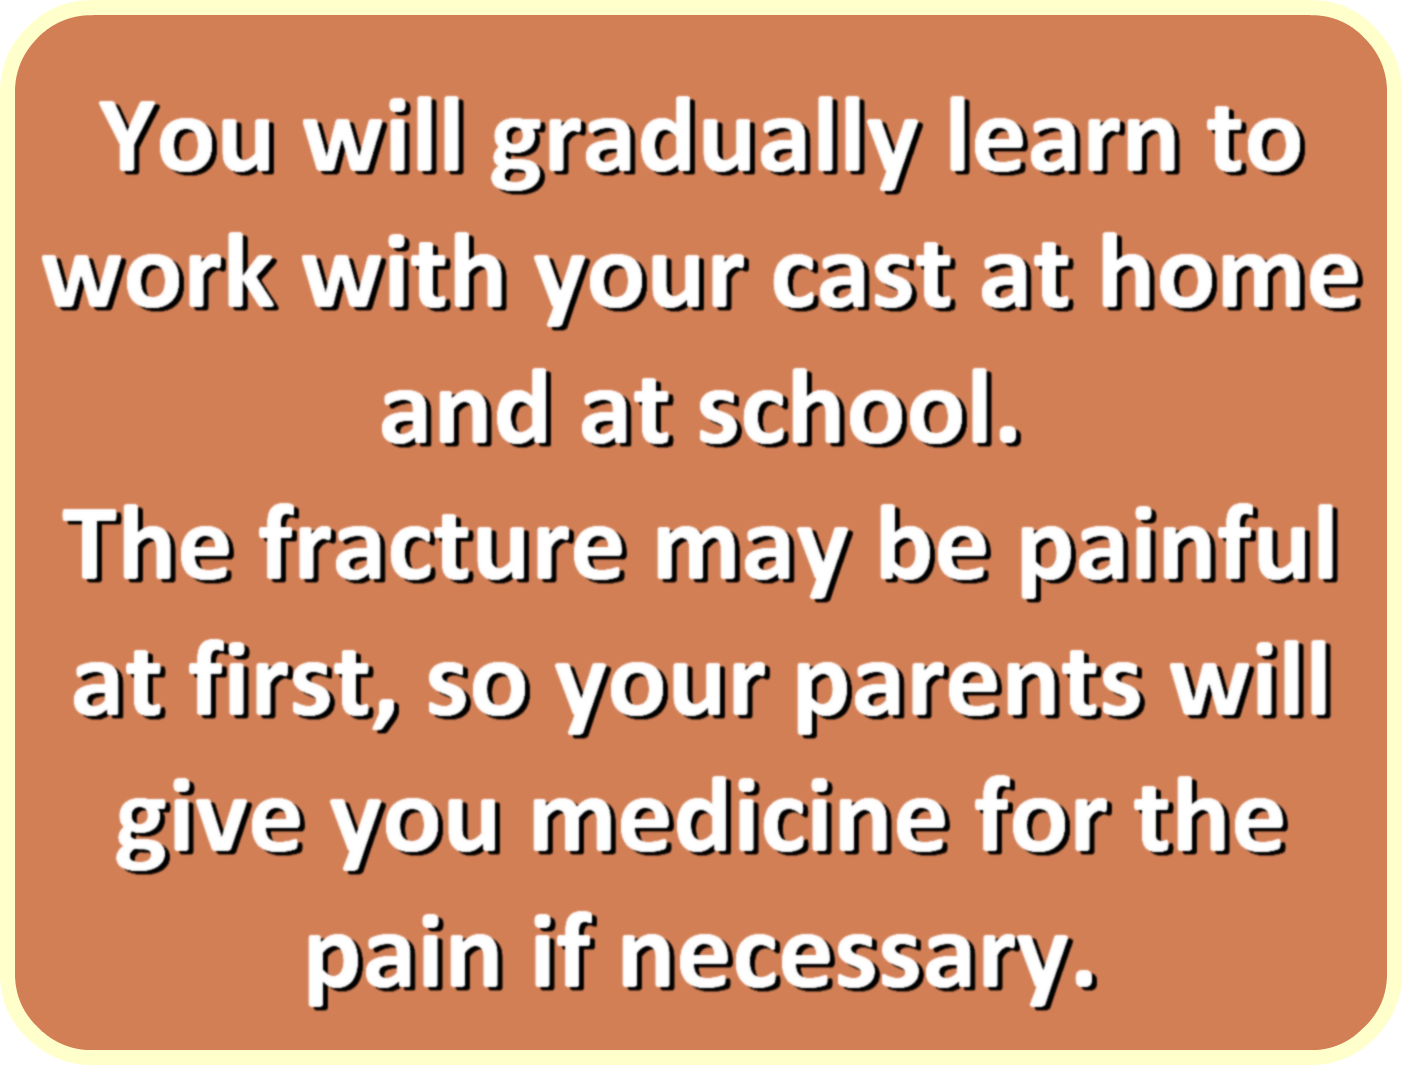 You will gradually learn to
work with your cast at home
and at school.
The fracture may be painful
at first, so your parents will
give you medicine for the
pain if necessary.